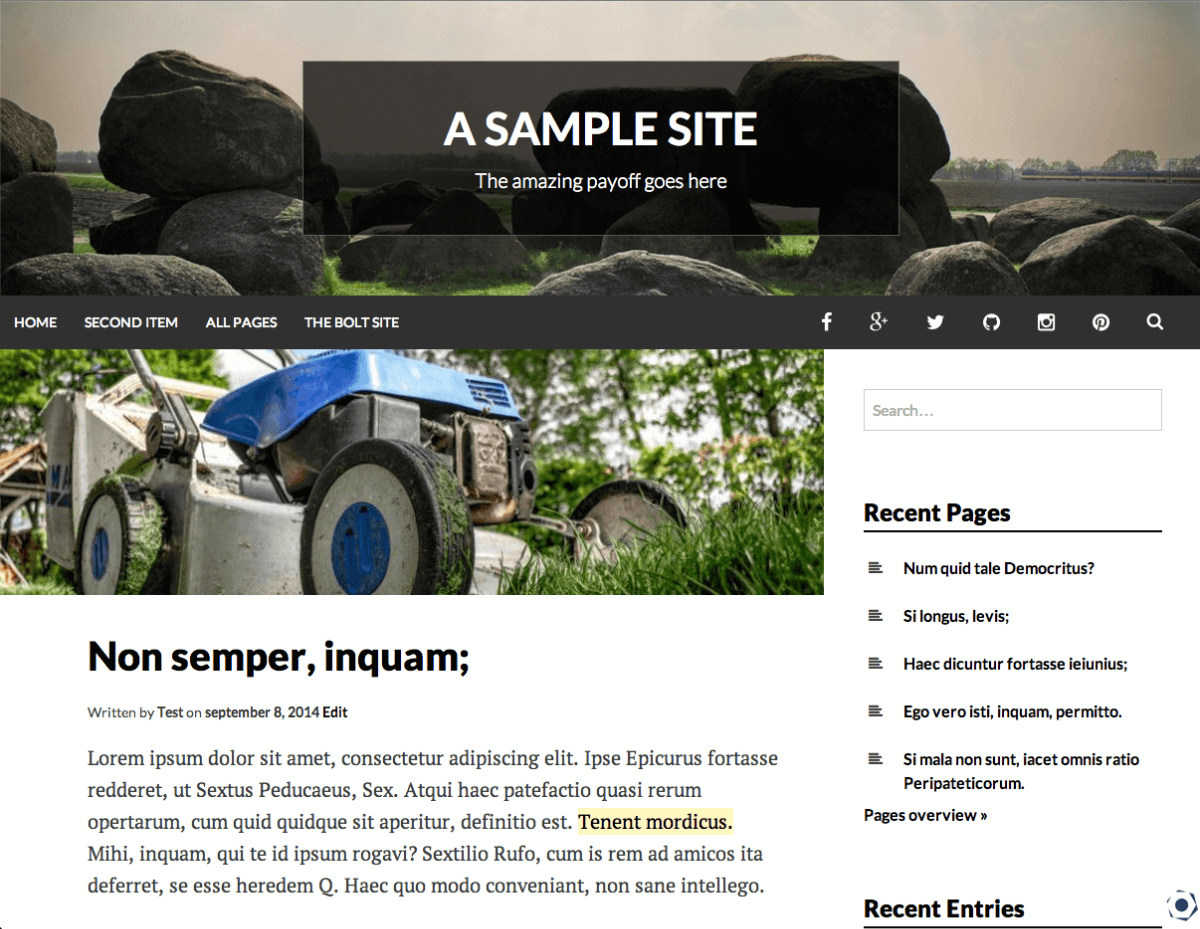 A SAMPLE SITE
The amazing payoff goes here
HOME SECOND ITEM ALL PAGES THE BOLT SITE
Search...
Recent Pages
Num quid tale Democritus?
Si longus, levis;
Haec dicuntur fortasse ieiunius;
Ego vero isti, inquam, permitto.
Si mala non sunt, iacet omnis ratio
Peripateticorum.
Pages overview »
Recent Entries
Non semper, inquam;
Written by Test on september 8, 2014 Edit
Lorem ipsum dolor sit amet, consectetur adipiscing elit. Ipse Epicurus fortasse
redderet, ut Sextus Peducaeus, Sex. Atqui haec patefactio quasi rerum
opertarum, cum quid quidque sit aperitur, definitio est. Tenent mordicus.
Mihi, inquam, qui te id ipsum rogavi? Sextilio Rufo, cum is rem ad amicos ita
deferret, se esse heredem Q. Haec quo modo conveniant, non sane intellego.